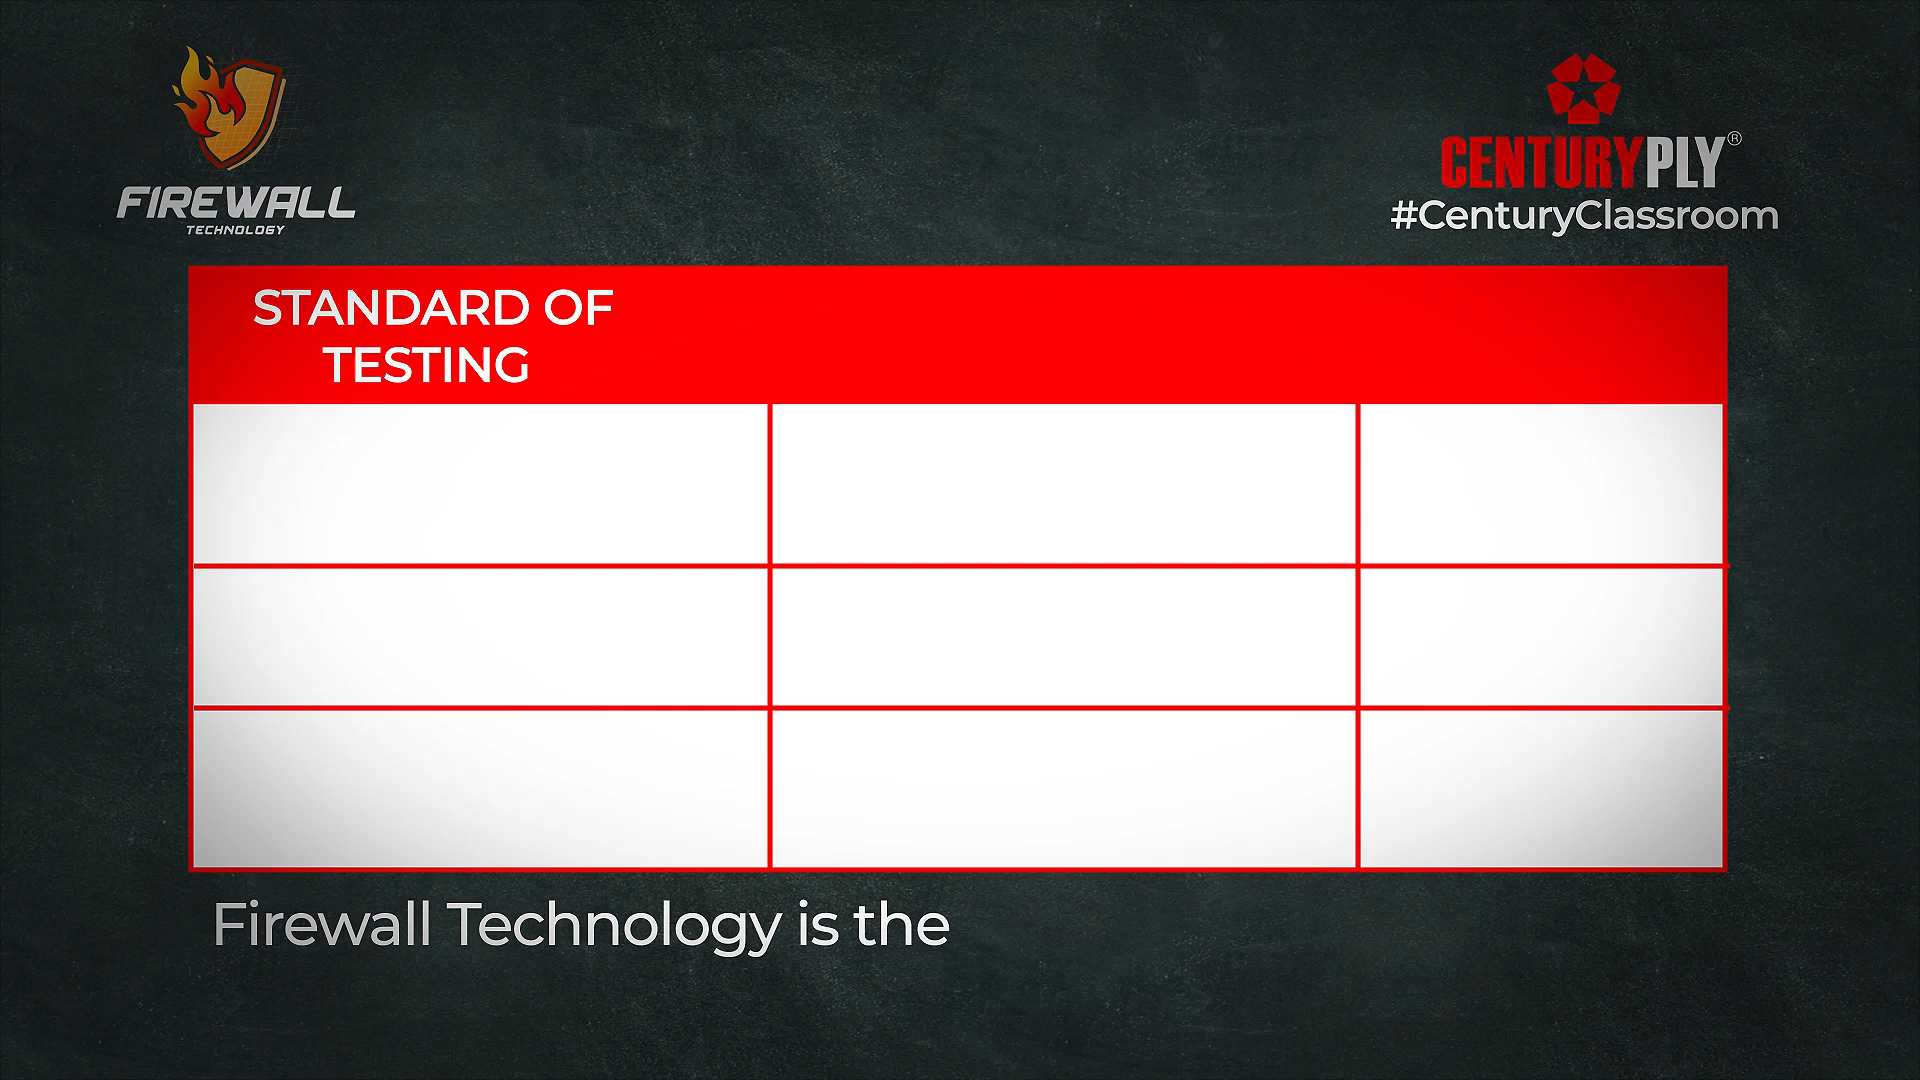 FIREWALL
TECHNOLOGY
CENTURYPLY®
#CenturyClassroom
STANDARD OF
TESTING
Firewall Technology is the